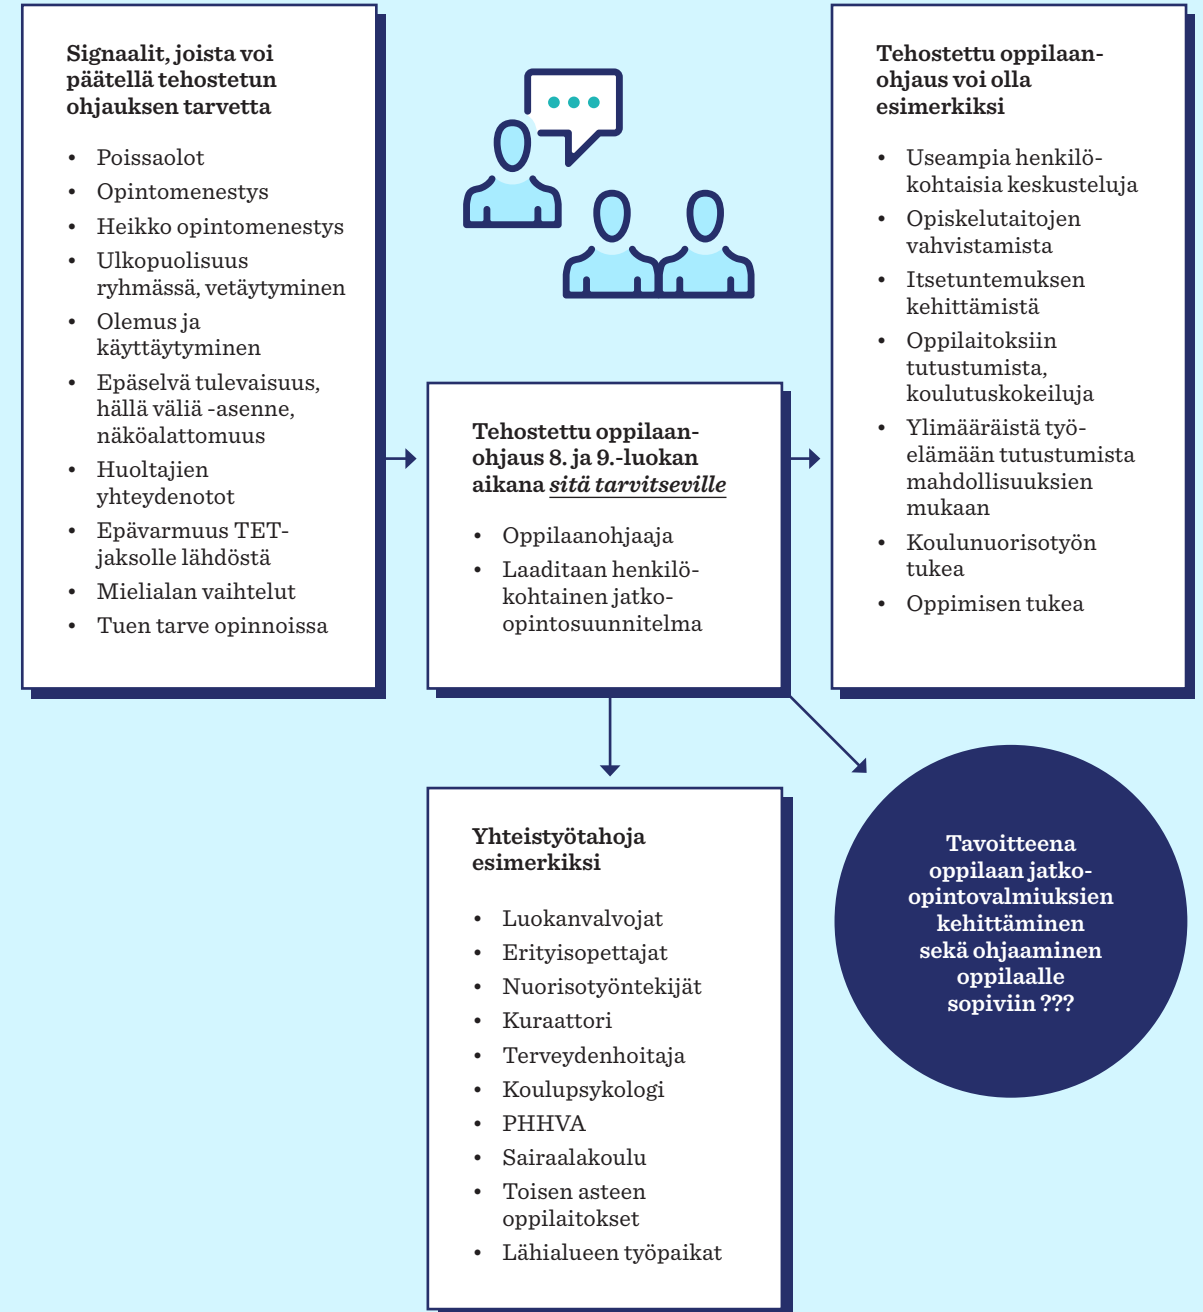 Signaalit, joista voi
päätellä tehostetun
ohjauksen tarvetta
• Poissaolot
• Opintomenestys
• Heikko opintomenestys
• Ulkopuolisuus
ryhmässä, vetäytyminen
• Olemus ja
käyttäytyminen
• Epäselvä tulevaisuus,
hällä väliä -asenne,
näköalattomuus
• Huoltajien
yhteydenotot
• Epävarmuus TET-
jaksolle lähdöstä
• Mielialan vaihtelut
• Tuen tarve opinnoissa
Tehostettu oppilaan-
ohjaus 8. ja 9.-luokan
aikana sitä tarvitseville
• Oppilaanohjaaja
• Laaditaan henkilö-
kohtainen jatko-
opintosuunnitelma
Tehostettu oppilaan-
ohjaus voi olla
esimerkiksi
• Useampia henkilö-
kohtaisia keskusteluja
• Opiskelutaitojen
vahvistamista
• Itsetuntemuksen
kehittämistä
• Oppilaitoksiin
tutustumista,
koulutuskokeiluja
• Ylimääräistä työ-
elämään tutustumista
mahdollisuuksien
mukaan
• Koulunuorisotyön
tukea
• Oppimisen tukea
Yhteistyötahoja
esimerkiksi
• Luokanvalvojat
• Erityisopettajat
• Nuorisotyöntekijät
• Kuraattori
• Terveydenhoitaja
• Koulupsykologi
• PHHVA
• Sairaalakoulu
• Toisen asteen
oppilaitokset
• Lähialueen työpaikat
Tavoitteena
oppilaan jatko-
opintovalmiuksien
kehittäminen
sekä ohjaaminen
oppilaalle
sopiviin ???